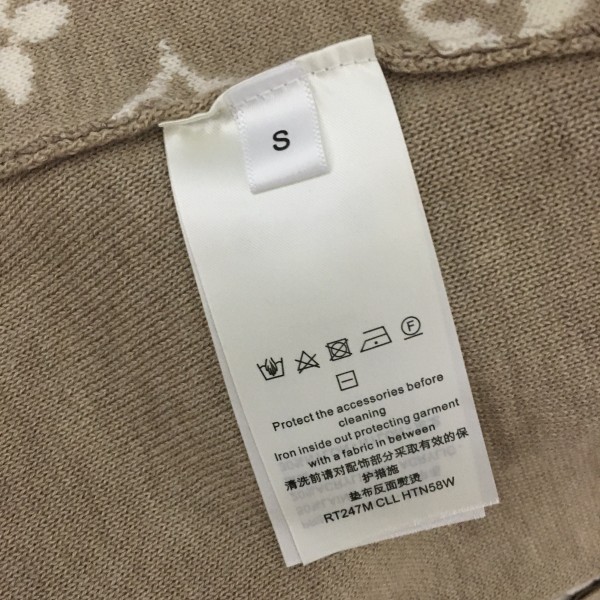 S
F
Protect the accessories before
cleaning
Iron inside out protecting garment
with a fabric in between
清洗前请对配饰部分采取有效的保
护措施
垫布反面熨烫
RT247M CLL HTN58W